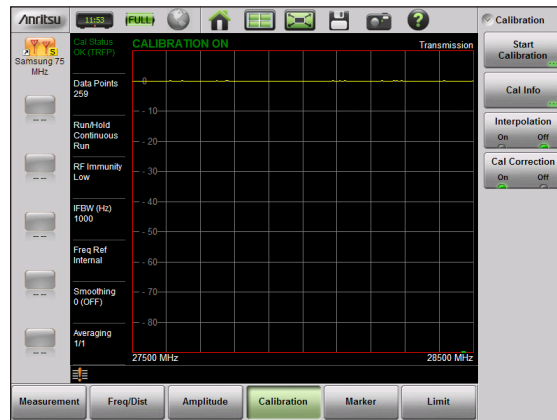 Anritsu
11:53
FULL
?
Calibration
Samsung 75
MHz
-- --
-- --
-- --
-- --
-- --
Cal Status
OK (TRFP)
Data Points
259
Run/Hold
Continuous
Run
RF Immunity
Low
IFBW (Hz)
1000
Freq Ref
Internal
Smoothing
0 (OFF)
Averaging
1/1
CALIBRATION ON
Transmission
0
- 10
- 20
- 30
- 40
- 50
- 60
- 70
- 80
27500 MHz
28500 MHz
Start
Calibration
Cal Info
Interpolation
On Off
Cal Correction
On Off
Measurement
Freq/Dist
Amplitude
Calibration
Marker
Limit